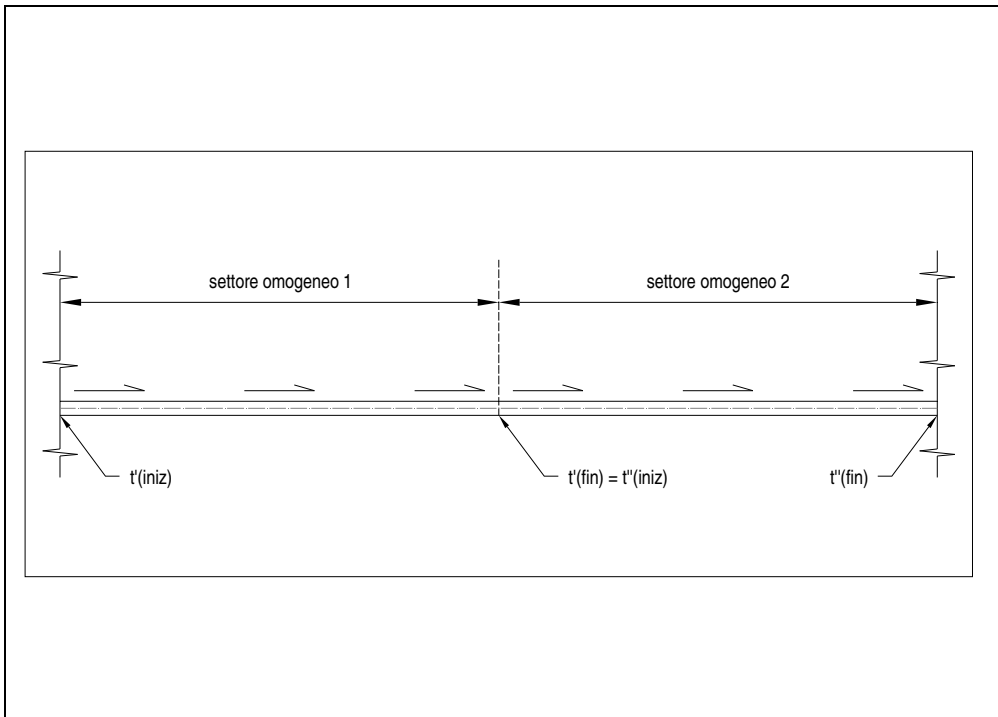 settore omogeneo 1
settore omogeneo 2
t'(iniz)
t'(fin) = t"(iniz)
t"(fin)